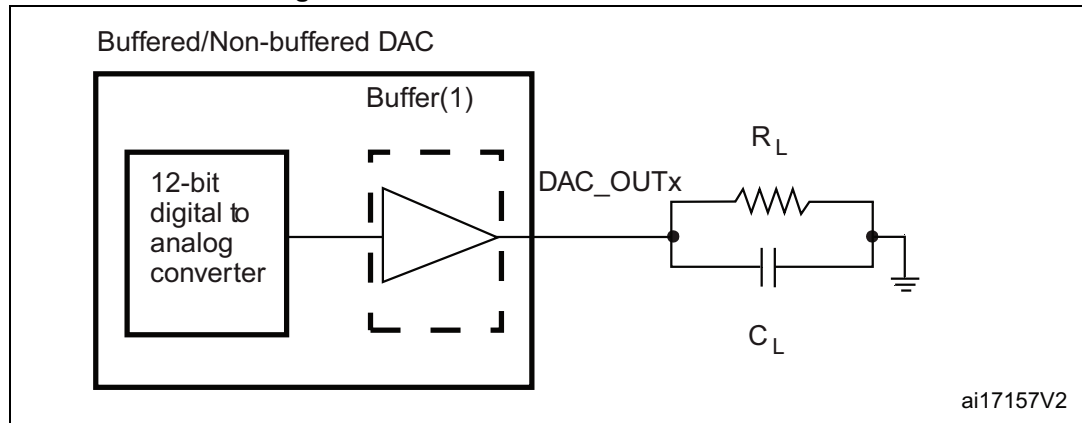 Buffered/Non-buffered DAC
Buffer(1)
12-bit
digital to
analog
converter
DAC_OUTx
R L
C L
ai17157V2